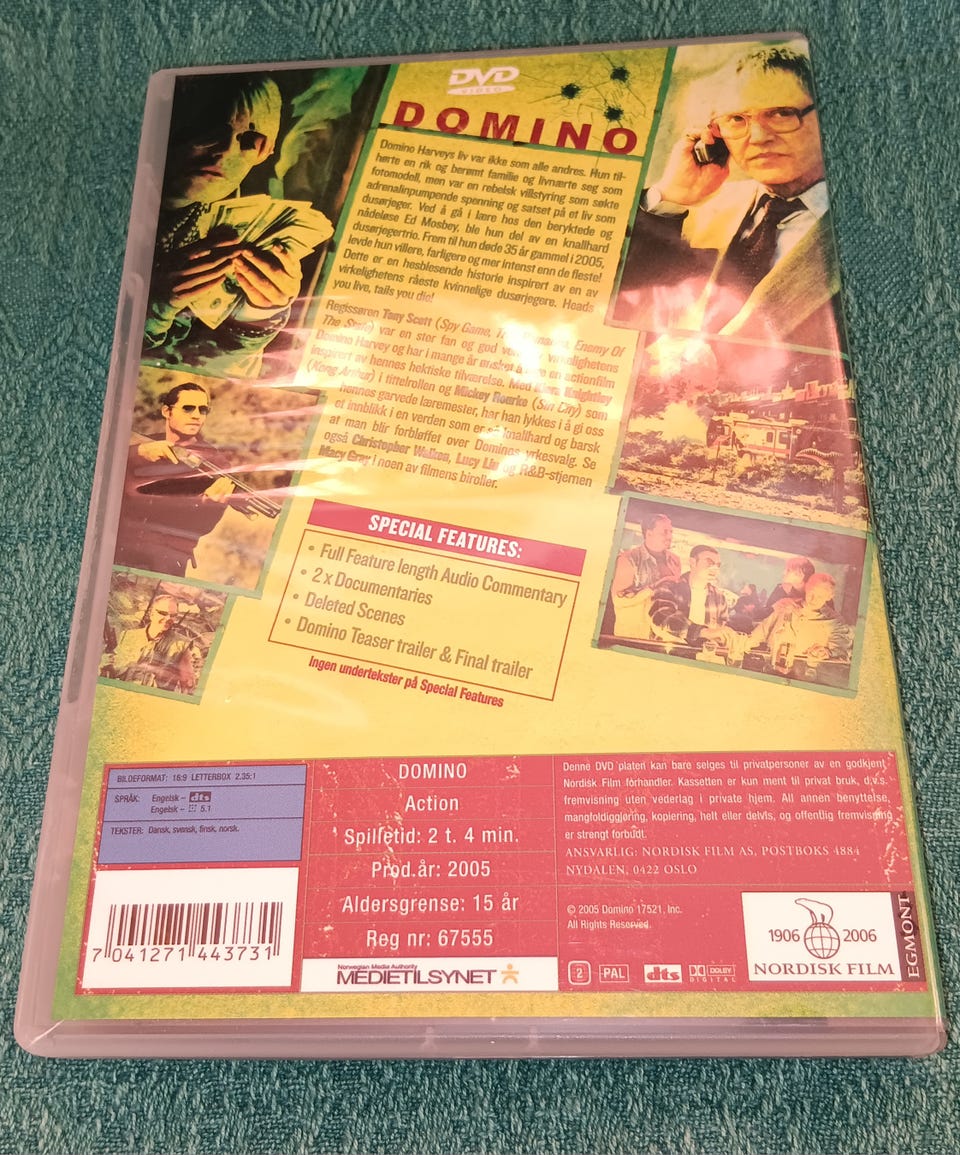 DVD
VIDEO
DOMINO
Domino Harveys liv var ikke som alle andres. Hun til-
hørte en rik og berømt familie og livnærte seg som
fotomodell, men var en rebelsk villstyring som søkte
adrenalinpumpende spenning og satset på et liv som
dusørjeger. Ved å gå i lære hos den beryktede og
nådeløse Ed Mosbey, ble hun del av en knallhard
dusørjegertrio. Frem til hun døde 35 år gammel i 2005,
levde hun villere, farligere og mer intenst enn de fleste!
Dette er en hesblesende historie inspirert av en av
virkelighetens råeste kvinnelige dusørjegere. Heads
you live, tails you die!
Regissøren Tony Scott (Spy Game, Enemy Of
The State) var en stor fan og god virkelighetens
Domino Harvey og har i mange år ønsket å en actionfilm
inspirert av hennes hektiske tilværelse. Med Knightley
(Kong Arthur) i tittelrollen og Mickey Rourke (Sin City) som
hennes garvede læremester, har han lykkes i å gi oss
et innblikk i en verden som er så knallhard og barsk
at man blir forbløffet over Dominos yrkesvalg. Se
også Christopher Walken, Lucy Liu og R&B-stjernen
Macy Gray i noen av filmens biroller.
SPECIAL FEATURES:
• Full Feature length Audio Commentary
• 2 x Documentaries
• Deleted Scenes
• Domino Teaser trailer & Final trailer
Ingen undertekster på Special Features
BILDEFORMAT: 16:9 LETTERBOX 2.35:1
SPRÅK: Engelsk – dts
Engelsk – 5.1
TEKSTER: Dansk, svensk, finsk, norsk.
7 041271 443731
DOMINO
Action
Spilletid: 2 t. 4 min.
Prod.år: 2005
Aldersgrense: 15 år
Reg nr: 67555
Norwegian Media Authority
MEDIETILSYNET
Denne DVD platen kan bare selges til privatpersoner av en godkjent
Nordisk Film forhandler. Kassetten er kun ment til privat bruk, d.v.s.
fremvisning uten vederlag i private hjem. All annen benyttelse,
mangfoldiggjøring, kopiering, helt eller delvis, og offentlig fremvisning
er strengt forbudt.
ANSVARLIG: NORDISK FILM AS, POSTBOKS 4884
NYDALEN, 0422 OSLO
© 2005 Domino 17521, Inc.
All Rights Reserved.
2 PAL dts DOLBY
DIGITAL
1906 2006
NORDISK FILM
EGMONT